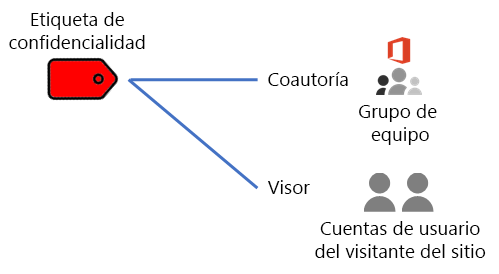 Etiqueta de
confidencialidad
Coautoría
Grupo de
equipo
Visor
Cuentas de usuario
del visitante del sitio